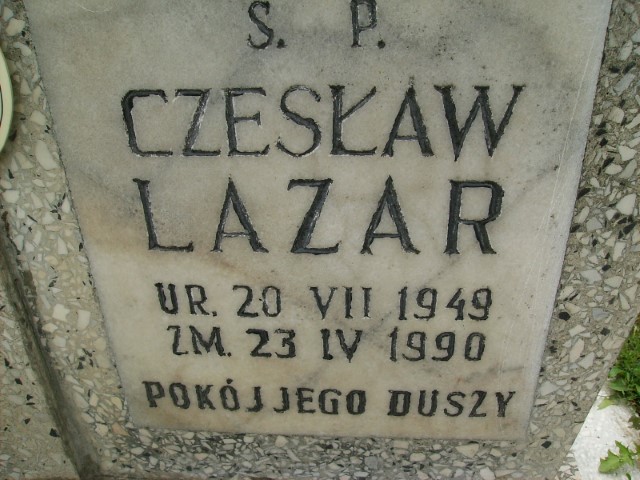 S. P.
CZESŁAW
LAZAR
UR. 20 VII 1949
ZM. 23 IV 1990
POKÓJ JEGO DUSZY